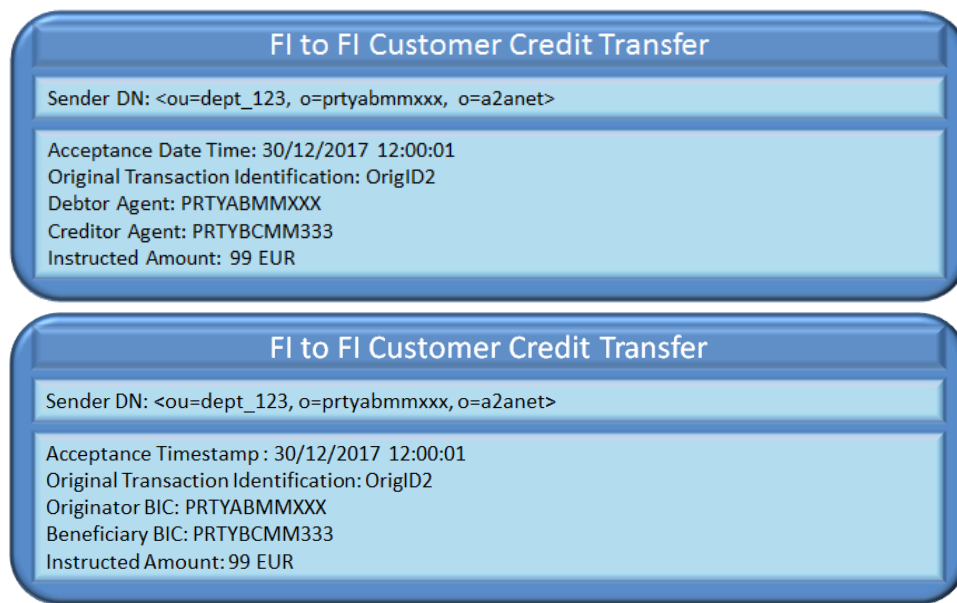 FI to FI Customer Credit Transfer
Sender DN: <ou=dept_123, o=prtyabmmxxx, o=a2anet>
Acceptance Date Time: 30/12/2017 12:00:01
Original Transaction Identification: OrigID2
Debtor Agent: PRTYABMMXXX
Creditor Agent: PRTYBCMM333
Instructed Amount: 99 EUR
FI to FI Customer Credit Transfer
Sender DN: <ou=dept_123, o=prtyabmmxxx, o=a2anet>
Acceptance Timestamp : 30/12/2017 12:00:01
Original Transaction Identification: OrigID2
Originator BIC: PRTYABMMXXX
Beneficiary BIC: PRTYBCMM333
Instructed Amount: 99 EUR